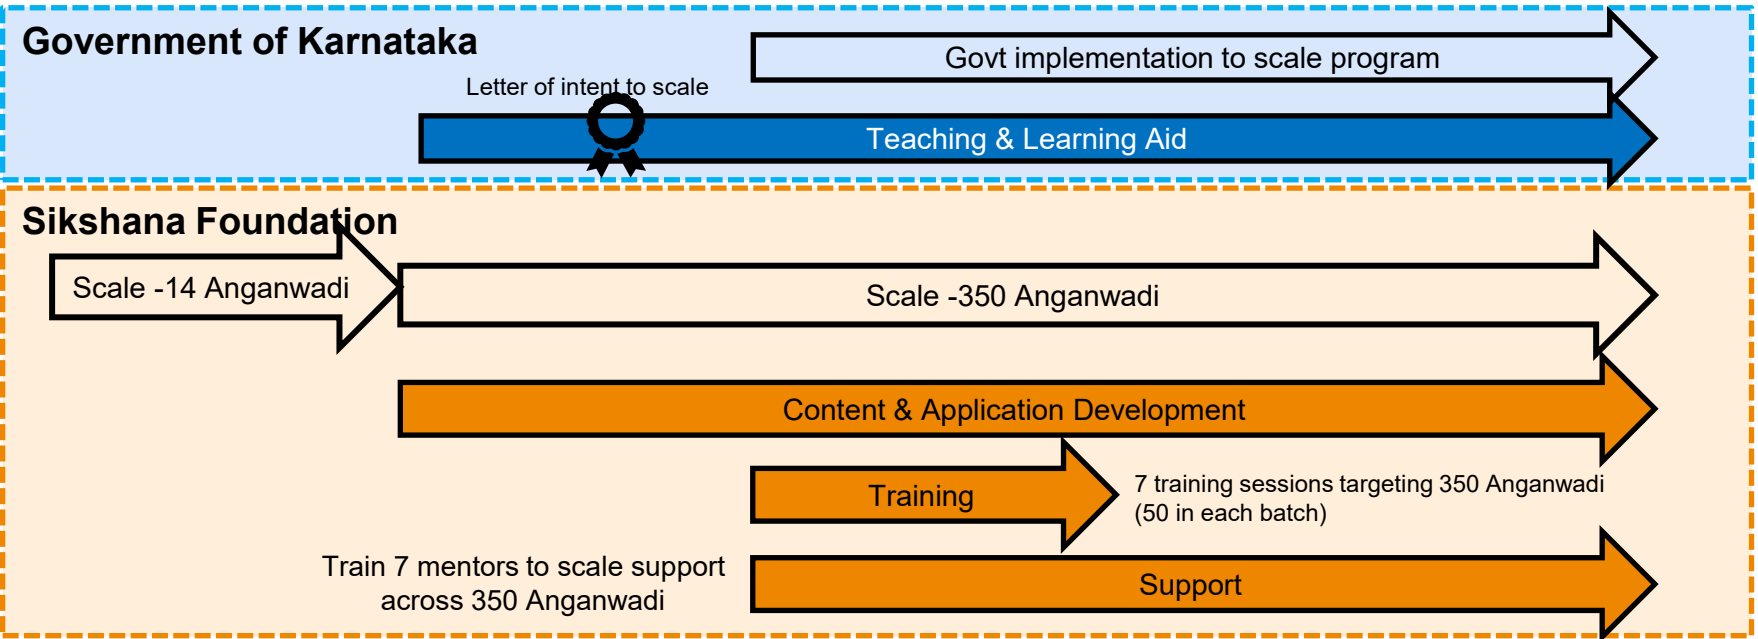 Government of Karnataka
Govt implementation to scale program
Letter of intent to scale
Teaching & Learning Aid
Sikshana Foundation
Scale -14 Anganwadi
Scale -350 Anganwadi
Content & Application Development
Training
7 training sessions targeting 350 Anganwadi
(50 in each batch)
Train 7 mentors to scale support
across 350 Anganwadi
Support